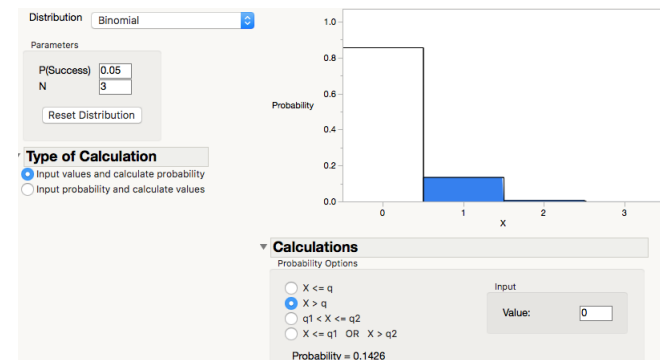 Distribution Binomial
Parameters
P(Success) 0.05
N 3
Reset Distribution
Type of Calculation
Input values and calculate probability
Input probability and calculate values
1.0
0.8
0.6
Probability
0.4
0.2
0.0
0 1 2 3
X
Calculations
Probability Options
X <= q
X > q
q1 < X <= q2
X <= q1 OR X > q2
Input
Value: 0
Probability = 0.1426